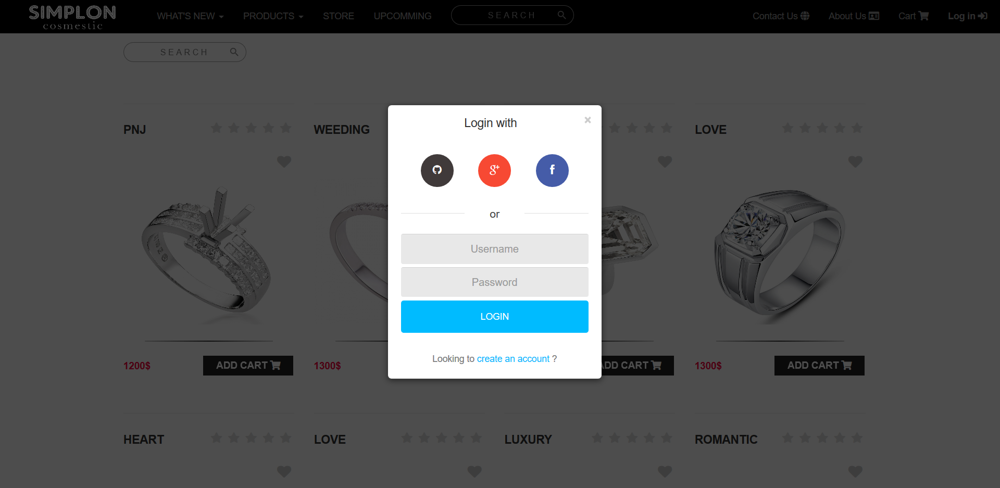 SIMPLON
cosmestic
WHAT'S NEW
PRODUCTS
STORE
UPCOMMING
SEARCH
Contact Us
About Us
Cart
Log in
SEARCH
PNJ
WEEDING
LOVE
Login with
×
g+
f
or
Username
Password
LOGIN
Looking to create an account ?
1200$
ADD CART
1300$
ADD CART
1300$
ADD CART
HEART
LOVE
LUXURY
ROMANTIC